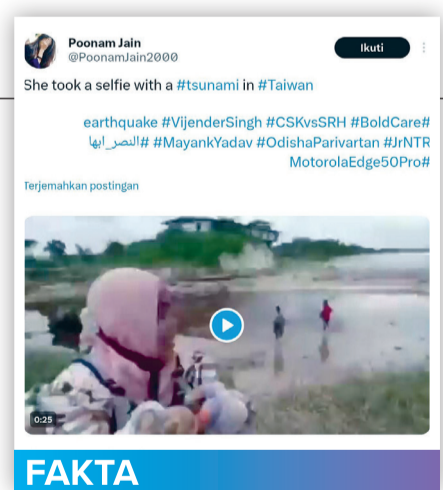 Poonam Jain
@PoonamJain2000
Ikuti
She took a selfie with a #tsunami in #Taiwan
earthquake #VijenderSingh #CSKvsSRH #BoldCare#
النصر_ابها# #MayankYadav #OdishaParivartan #JrNTR
MotorolaEdge50Pro#
Terjemahkan postingan
0:25
FAKTA